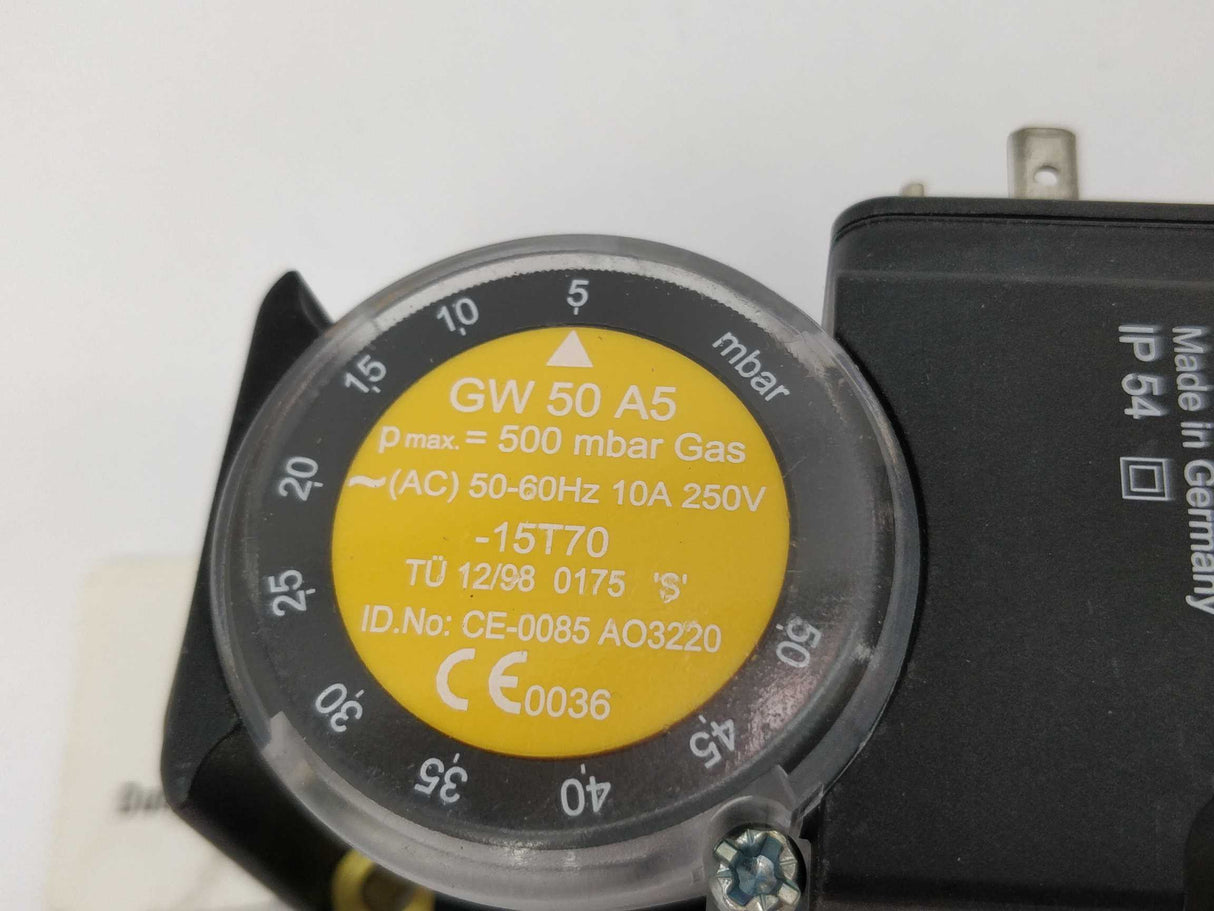 5
10
15
20
25
30
35
40
45
50
mbar
GW 50 A5
p max. = 500 mbar Gas
~(AC) 50-60Hz 10A 250V
-15T70
TÜ 12/98 0175 'S'
ID.No: CE-0085 AO3220
CE 0036
Made in Germany
IP 54